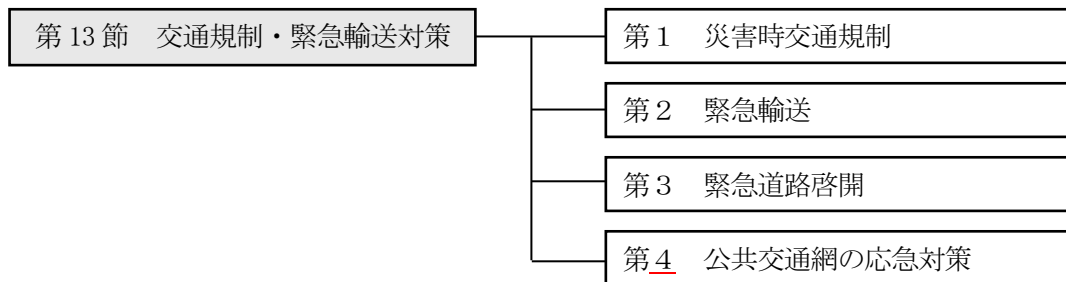 第13節　交通規制・緊急輸送対策
第１　災害時交通規制
第２　緊急輸送
第３　緊急道路啓開
第４　公共交通網の応急対策